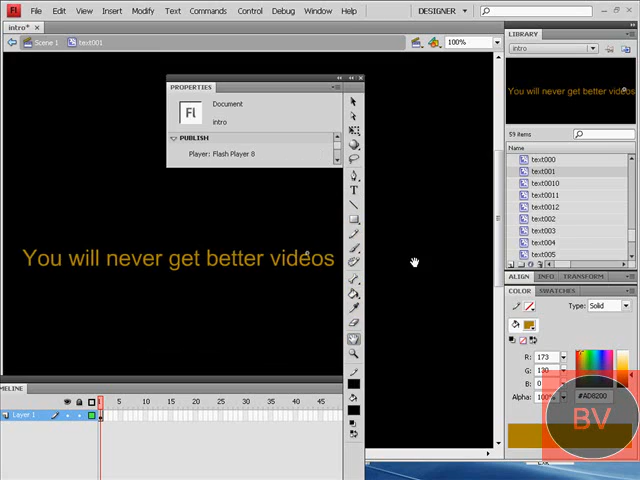 Fl File Edit View Insert Modify Text Commands Control Debug Window Help DESIGNER
intro* ×
Scene 1 text001 100%
PROPERTIES
Fl Document
intro
PUBLISH
Player: Flash Player 8
You will never get better videos
LIBRARY
intro
You will never get better videos
59 items
Name
text000
text001
text0010
text0011
text0012
text002
text003
text004
text005
ALIGN INFO TRANSFORM
COLOR SWATCHES
Type: Solid
R: 173
G: 130
B: 0
Alpha: 100% #AD8200
BV
MELINE
1 5 10 15 20 25 30 35 40 45
Layer 1